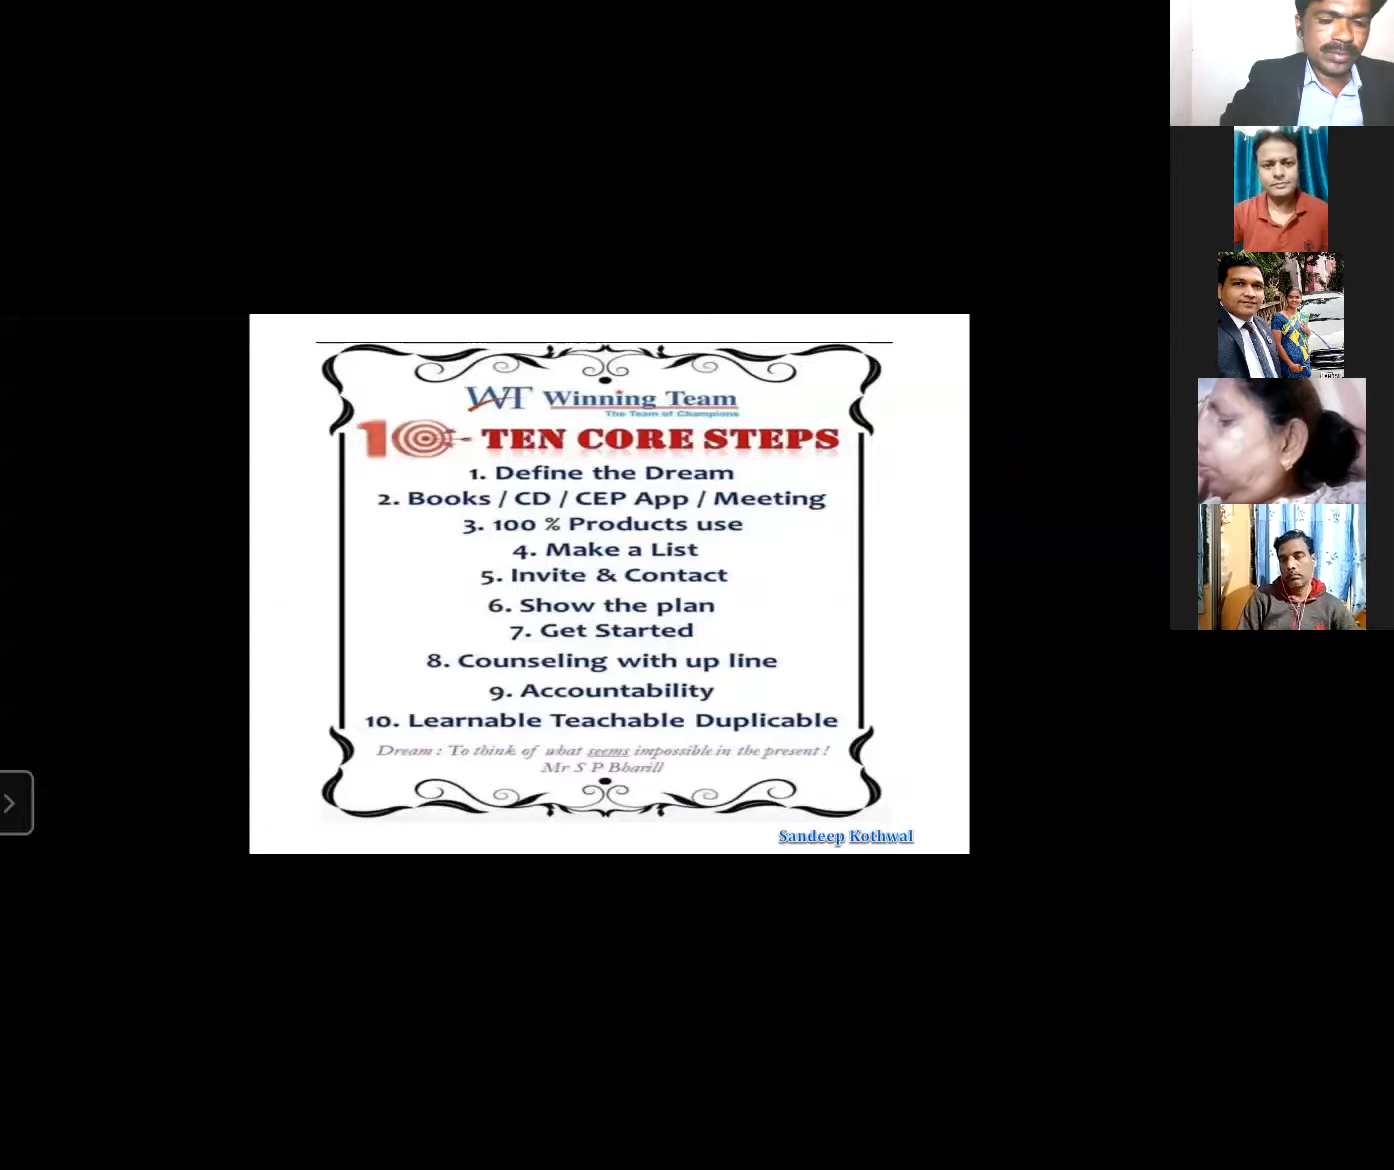 WT Winning Team
The Team of Champions
10 - TEN CORE STEPS
1. Define the Dream
2. Books / CD / CEP App / Meeting
3. 100 % Products use
4. Make a List
5. Invite & Contact
6. Show the plan
7. Get Started
8. Counseling with up line
9. Accountability
10. Learnable Teachable Duplicable
Dream : To think of what seems impossible in the present !
Mr S P Bharill
Sandeep Kothwal